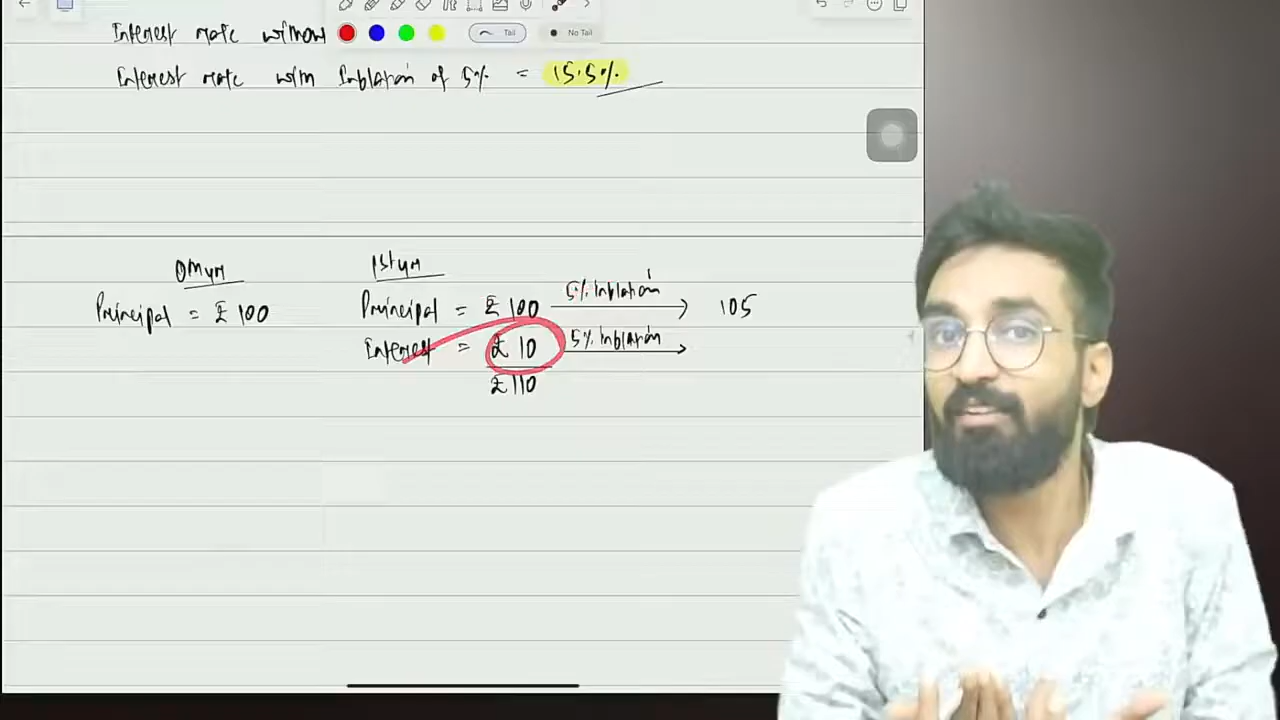 Interest rate without
Tail
No Tail
Interest rate with Inflation of 5% = 15.5%
0th yr
1st yr
Principal = £ 100
Principal = £ 100
5% Inflation
105
Interest = £ 10
5% Inflation
£ 110